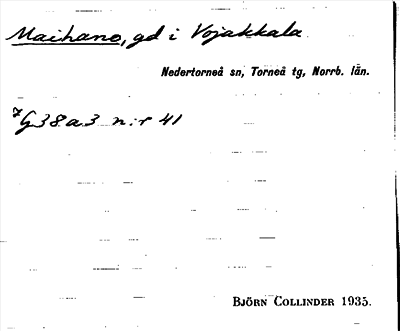 Maihano, gd i Vojakkala
Nedertorneå sn, Torneå tg, Norrb. län.
7G38a3 n:r 41
BJÖRN COLLINDER 1935.